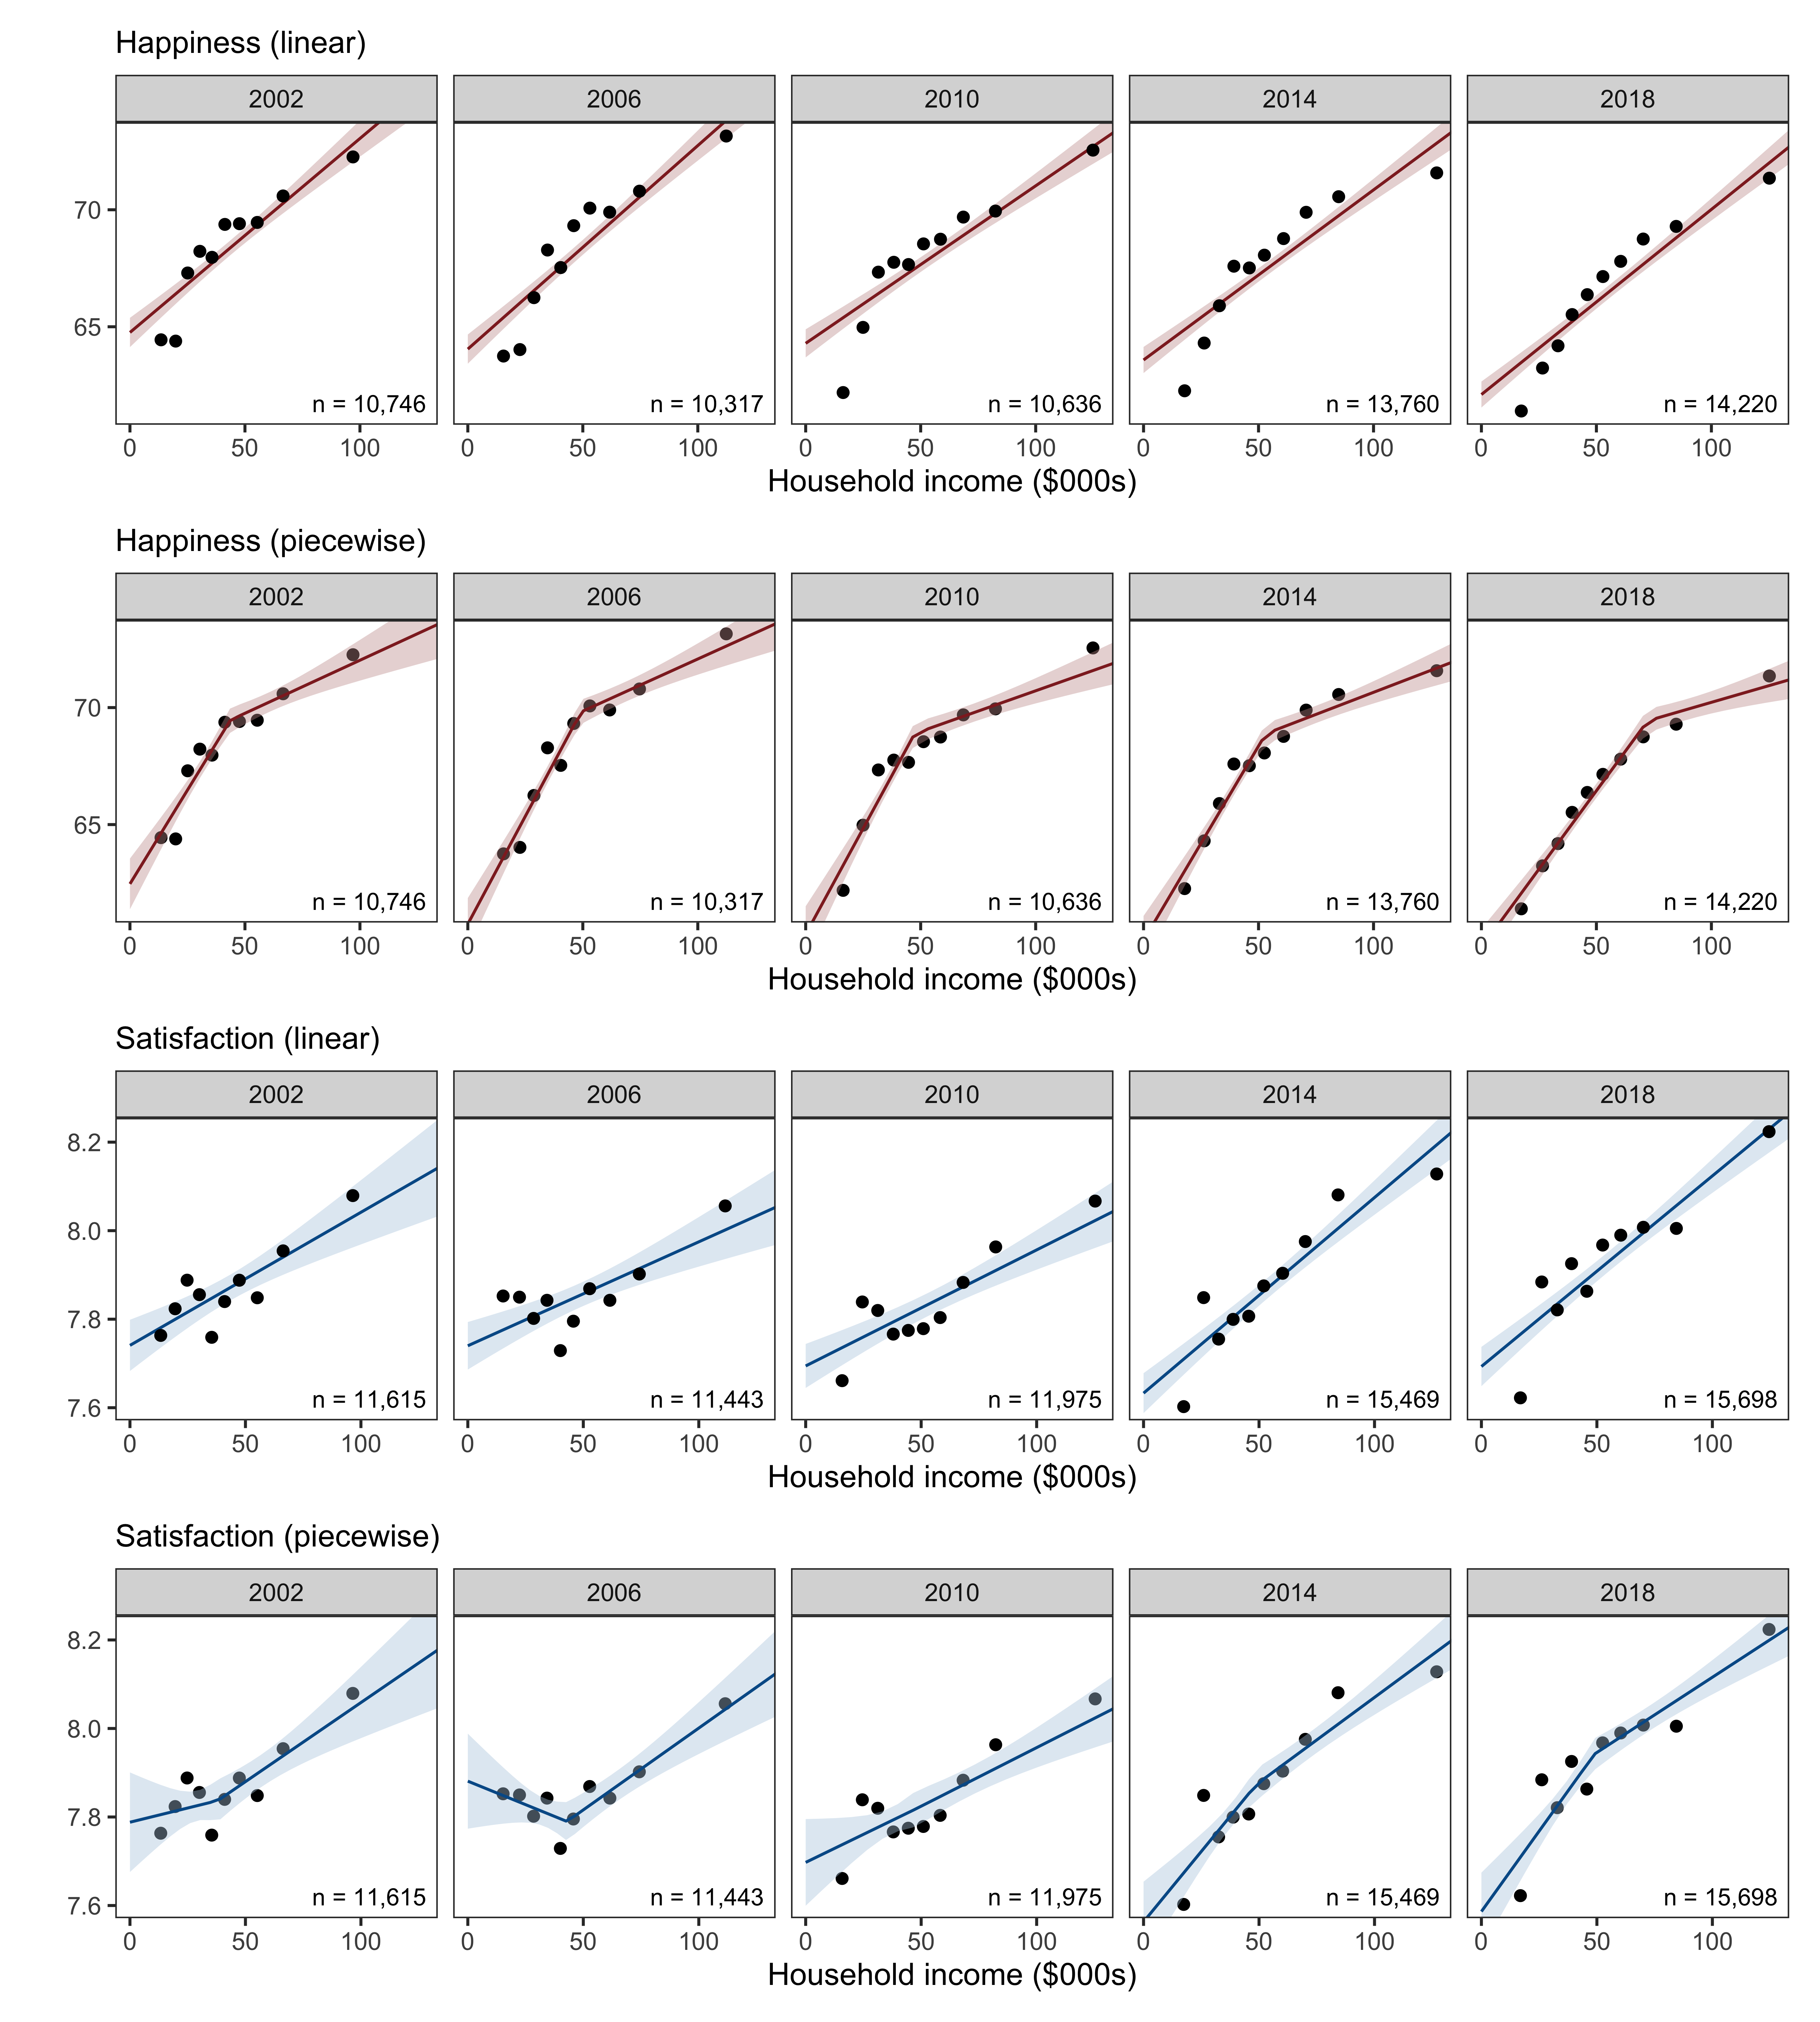 Happiness (linear)
2002 2006 2010 2014 2018
70
65
n = 10,746 n = 10,317 n = 10,636 n = 13,760 n = 14,220
0 50 100 0 50 100 0 50 100 0 50 100 0 50 100
Household income ($000s)
Happiness (piecewise)
2002 2006 2010 2014 2018
70
65
n = 10,746 n = 10,317 n = 10,636 n = 13,760 n = 14,220
0 50 100 0 50 100 0 50 100 0 50 100 0 50 100
Household income ($000s)
Satisfaction (linear)
2002 2006 2010 2014 2018
8.2
8.0
7.8
7.6
n = 11,615 n = 11,443 n = 11,975 n = 15,469 n = 15,698
0 50 100 0 50 100 0 50 100 0 50 100 0 50 100
Household income ($000s)
Satisfaction (piecewise)
2002 2006 2010 2014 2018
8.2
8.0
7.8
7.6
n = 11,615 n = 11,443 n = 11,975 n = 15,469 n = 15,698
0 50 100 0 50 100 0 50 100 0 50 100 0 50 100
Household income ($000s)